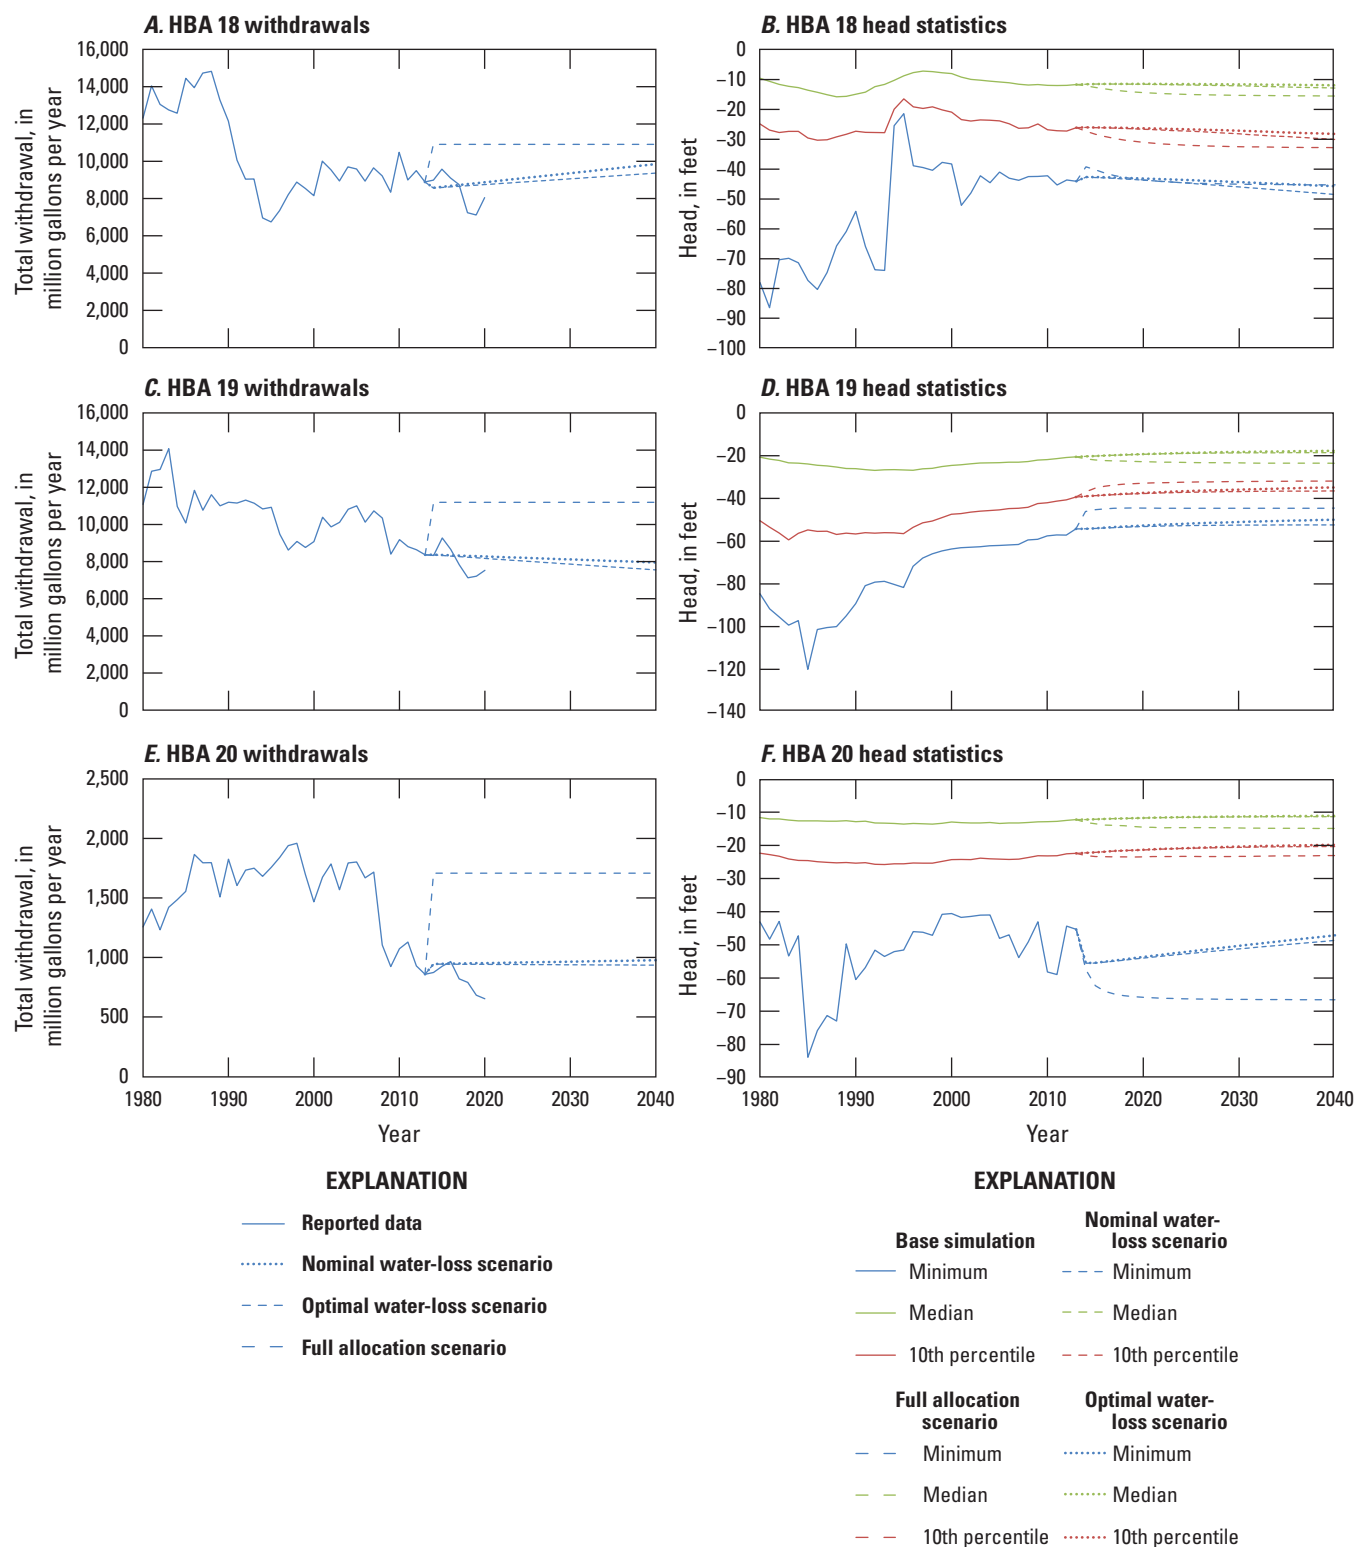 A. HBA 18 withdrawals
16,000
14,000
12,000
10,000
8,000
6,000
4,000
2,000
0
Total withdrawal, in
million gallons per year
B. HBA 18 head statistics
0
–10
–20
–30
–40
–50
–60
–70
–80
–90
–100
Head, in feet
C. HBA 19 withdrawals
16,000
14,000
12,000
10,000
8,000
6,000
4,000
2,000
0
Total withdrawal, in
million gallons per year
D. HBA 19 head statistics
0
–20
–40
–60
–80
–100
–120
–140
Head, in feet
E. HBA 20 withdrawals
2,500
2,000
1,500
1,000
500
0
Total withdrawal, in
million gallons per year
1980 1990 2000 2010 2020 2030 2040
Year
F. HBA 20 head statistics
0
–10
–20
–30
–40
–50
–60
–70
–80
–90
Head, in feet
1980 1990 2000 2010 2020 2030 2040
Year
EXPLANATION
Reported data
Nominal water-loss scenario
Optimal water-loss scenario
Full allocation scenario
EXPLANATION
Base simulation
Minimum
Median
10th percentile
Nominal water-
loss scenario
Minimum
Median
10th percentile
Full allocation
scenario
Minimum
Median
10th percentile
Optimal water-
loss scenario
Minimum
Median
10th percentile